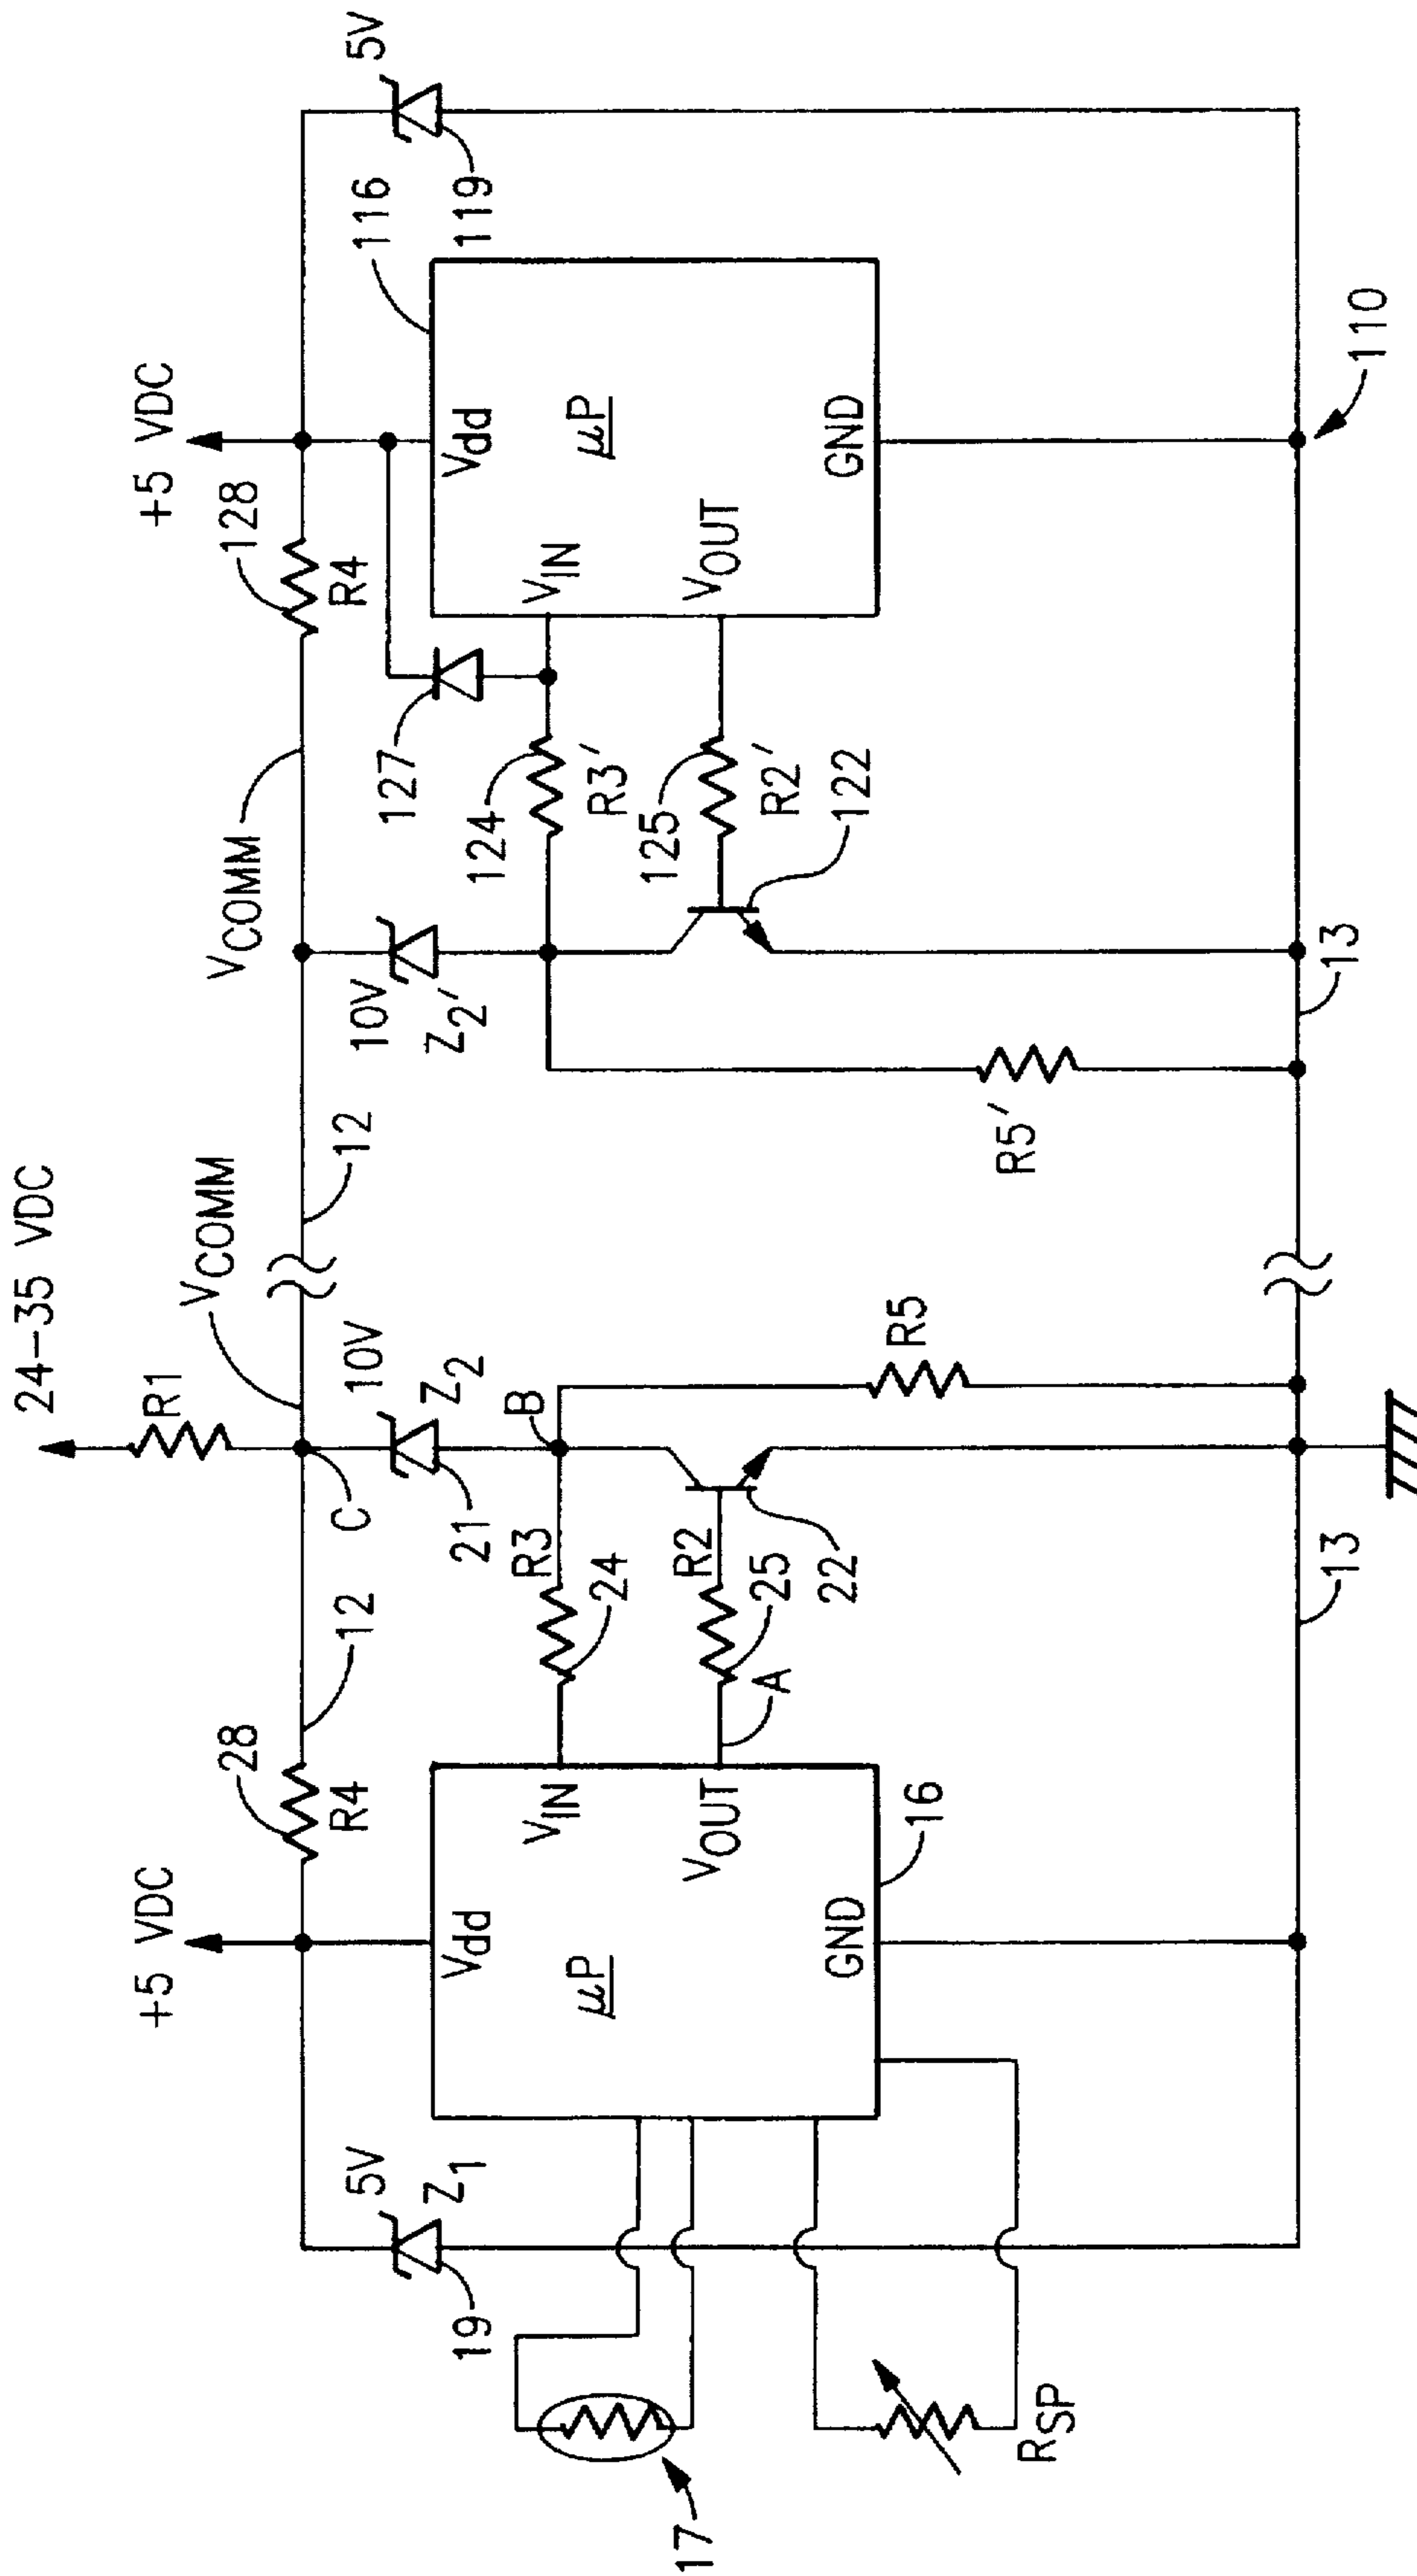 24-35 VDC
R1
VCOMM
VCOMM
+5 VDC
+5 VDC
28
R4
12
C
12
128
R4
5V
Z1
19
10V
Z2
21
B
10V
Z2'
127
116
5V
119
17
Vdd
µP
VIN
VOUT
GND
16
R3
24
R2
25
A
22
R5
124
R3'
125
R2'
122
R5'
Vdd
µP
VIN
VOUT
GND
RSP
13
13
110